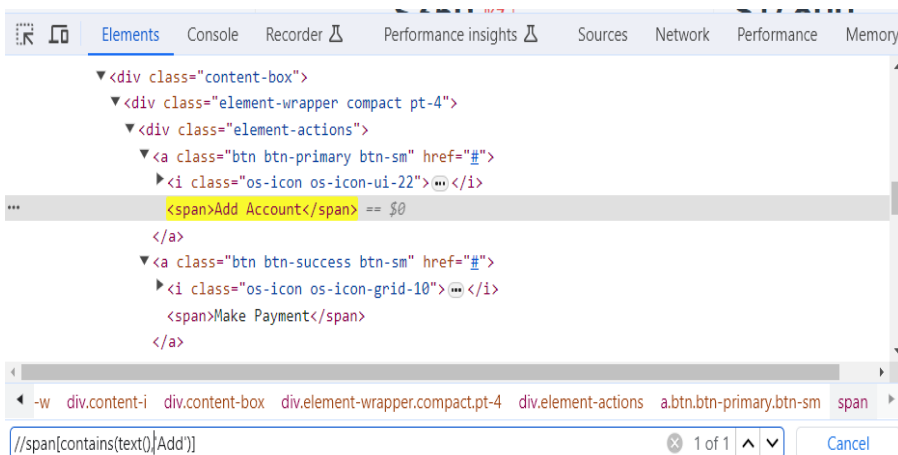 Elements Console Recorder Performance insights Sources Network Performance Memory
▼<div class="content-box">
▼<div class="element-wrapper compact pt-4">
▼<div class="element-actions">
▼<a class="btn btn-primary btn-sm" href="#">
▶<i class="os-icon os-icon-ui-22">…</i>
<span>Add Account</span> == $0
</a>
▼<a class="btn btn-success btn-sm" href="#">
▶<i class="os-icon os-icon-grid-10">…</i>
<span>Make Payment</span>
</a>
-w div.content-i div.content-box div.element-wrapper.compact.pt-4 div.element-actions a.btn.btn-primary.btn-sm span
//span[contains(text(),'Add')] 1 of 1 Cancel